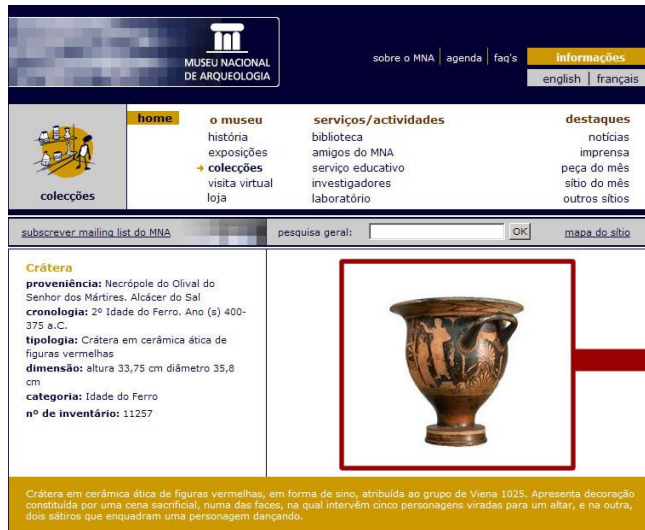 MUSEU NACIONAL
DE ARQUEOLOGIA
sobre o MNA | agenda | faq's
informações
english | français
home
o museu
história
exposições
colecções
visita virtual
loja
serviços/actividades
biblioteca
amigos do MNA
serviço educativo
investigadores
laboratório
destaques
notícias
imprensa
peça do mês
sítio do mês
outros sítios
colecções
subscrever mailing list do MNA
pesquisa geral:
OK
mapa do sítio
Crátera
proveniência: Necrópole do Olival do
Senhor dos Mártires. Alcácer do Sal
cronologia: 2º Idade do Ferro. Ano (s) 400-
375 a.C.
tipologia: Crátera em cerâmica ática de
figuras vermelhas
dimensão: altura 33,75 cm diâmetro 35,8
cm
categoria: Idade do Ferro
nº de inventário: 11257
Crátera em cerâmica ática de figuras vermelhas, em forma de sino, atribuída ao grupo de Viena 1025. Apresenta decoração
constituída por uma cena sacrificial, numa das faces, na qual intervêm cinco personagens viradas para um altar, e na outra,
dois sátiros que enquadram uma personagem dançando.